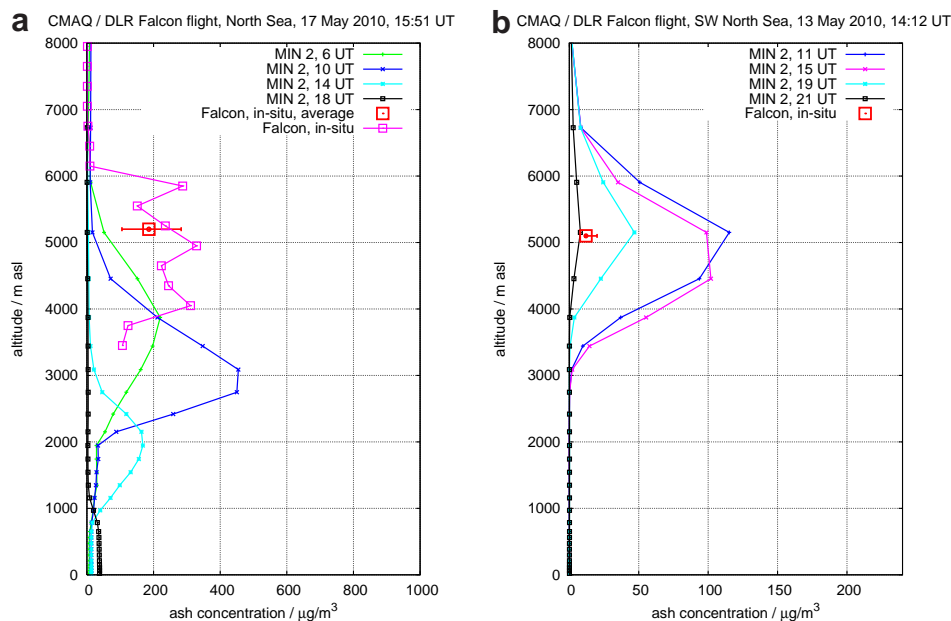 a
CMAQ / DLR Falcon flight, North Sea, 17 May 2010, 15:51 UT
8000
7000
6000
5000
4000
3000
2000
1000
0
altitude / m asl
MIN 2, 6 UT
MIN 2, 10 UT
MIN 2, 14 UT
MIN 2, 18 UT
Falcon, in-situ, average
Falcon, in-situ
0 200 400 600 800 1000
ash concentration / μg/m³
b
CMAQ / DLR Falcon flight, SW North Sea, 13 May 2010, 14:12 UT
8000
7000
6000
5000
4000
3000
2000
1000
0
altitude / m asl
MIN 2, 11 UT
MIN 2, 15 UT
MIN 2, 19 UT
MIN 2, 21 UT
Falcon, in-situ
0 50 100 150 200
ash concentration / μg/m³